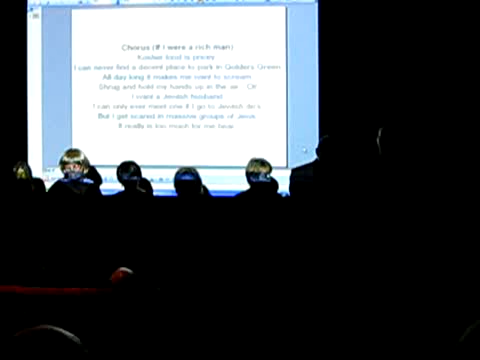 Chorus (If I were a rich man)
Kosher food is pricey
I can never find a decent place to park in Golders Green
All day long it makes me want to scream
Shrug and hold my hands up in the air Oi!
I want a Jewish husband
I can only ever meet one if I go to Jewish do's
But I get scared in massive groups of Jews
It really is too much for me to bear